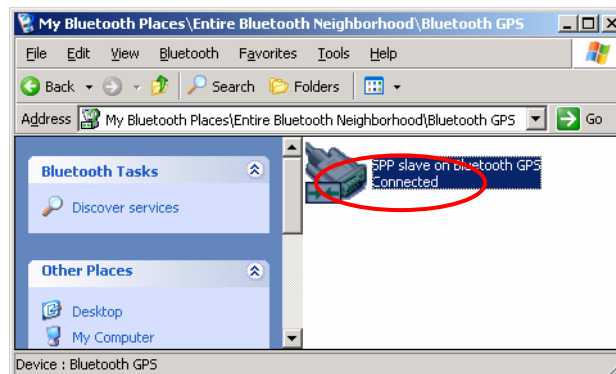 My Bluetooth Places\Entire Bluetooth Neighborhood\Bluetooth GPS
File Edit View Bluetooth Favorites Tools Help
Back Search Folders
Address My Bluetooth Places\Entire Bluetooth Neighborhood\Bluetooth GPS Go
Bluetooth Tasks
Discover services
Other Places
Desktop
My Computer
SPP slave on Bluetooth GPS
Connected
Device : Bluetooth GPS